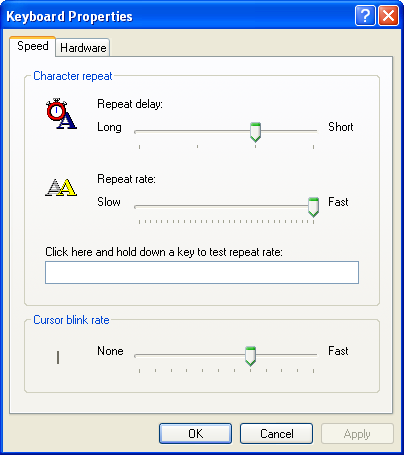 Keyboard Properties
Speed
Hardware
Character repeat
Repeat delay:
Long
Short
Repeat rate:
Slow
Fast
Click here and hold down a key to test repeat rate:
Cursor blink rate
None
Fast
OK
Cancel
Apply